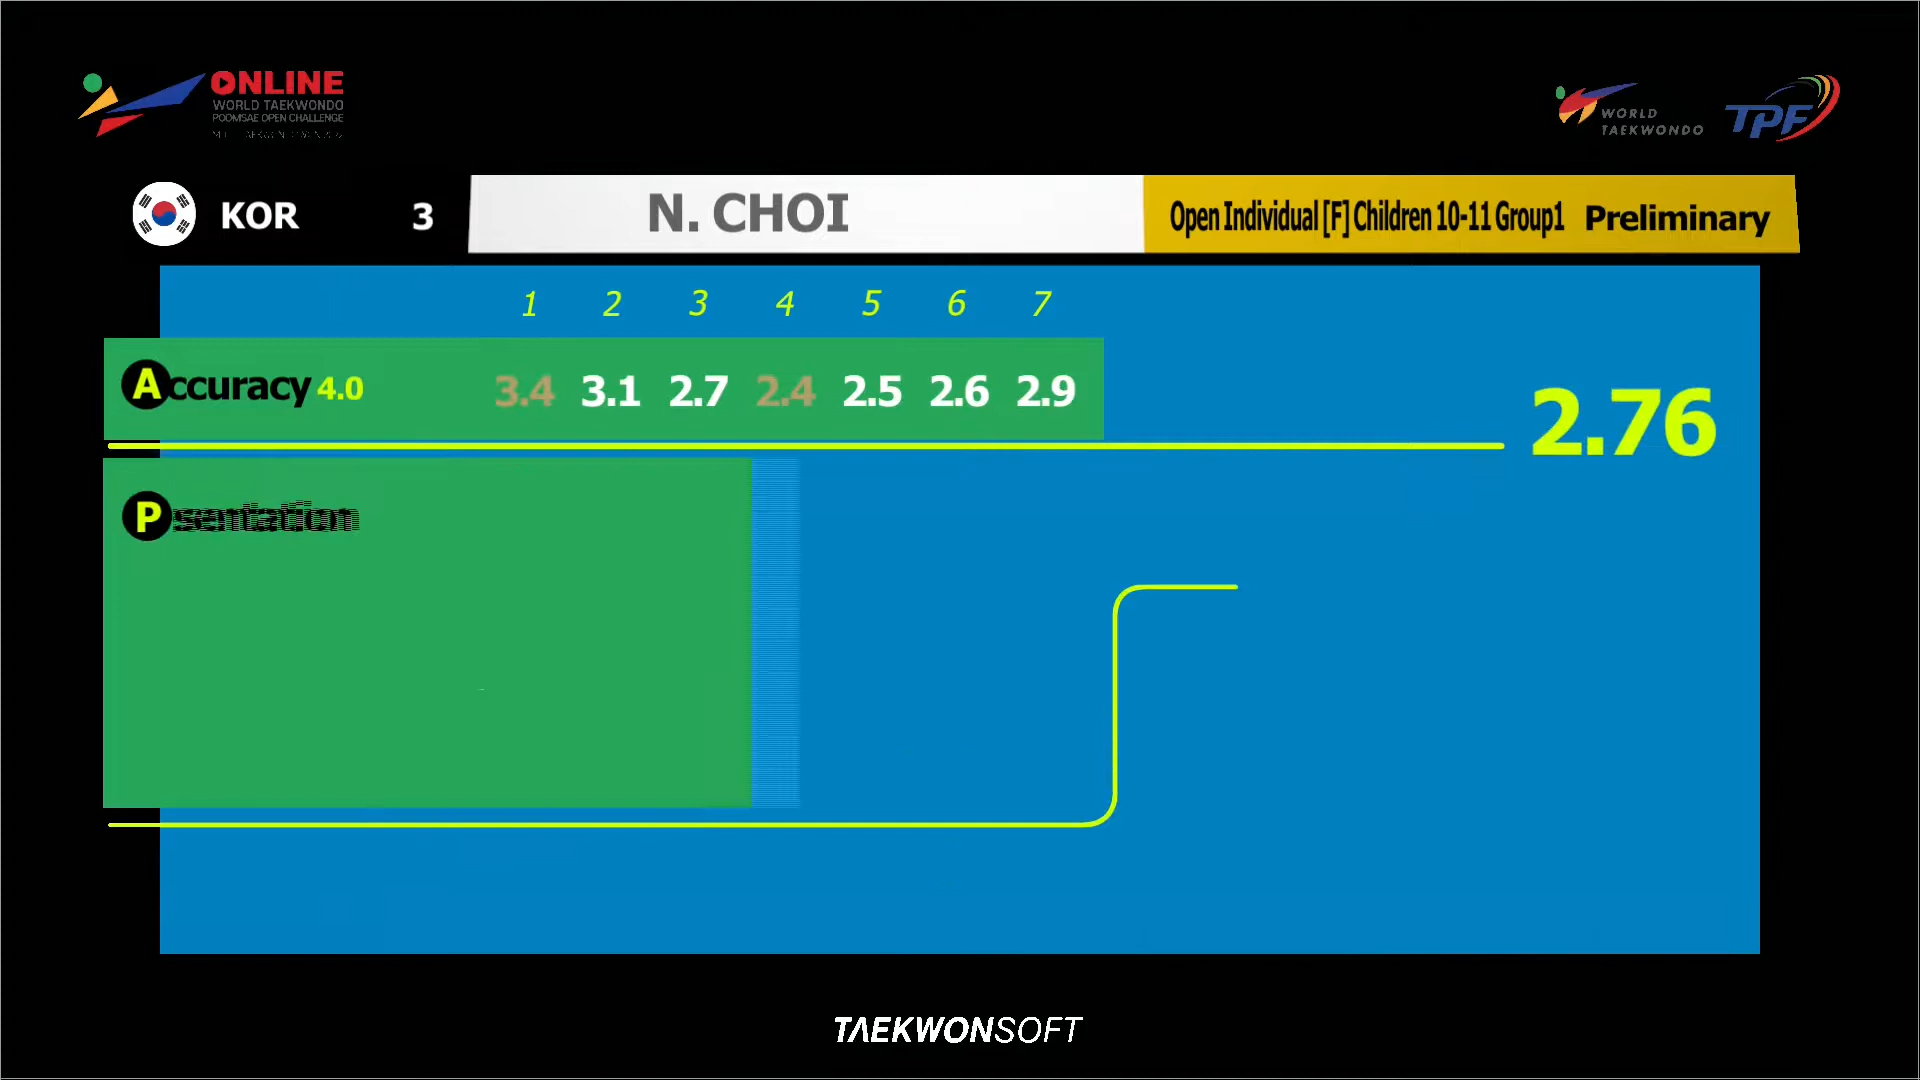 ONLINE
WORLD TAEKWONDO
POOMSAE OPEN CHALLENGE
WORLD
TAEKWONDO
TPF
KOR 3 N. CHOI Open Individual [F] Children 10-11 Group1 Preliminary
1 2 3 4 5 6 7
Accuracy 4.0 3.4 3.1 2.7 2.4 2.5 2.6 2.9
2.76
P sentation
TAEKWONSOFT